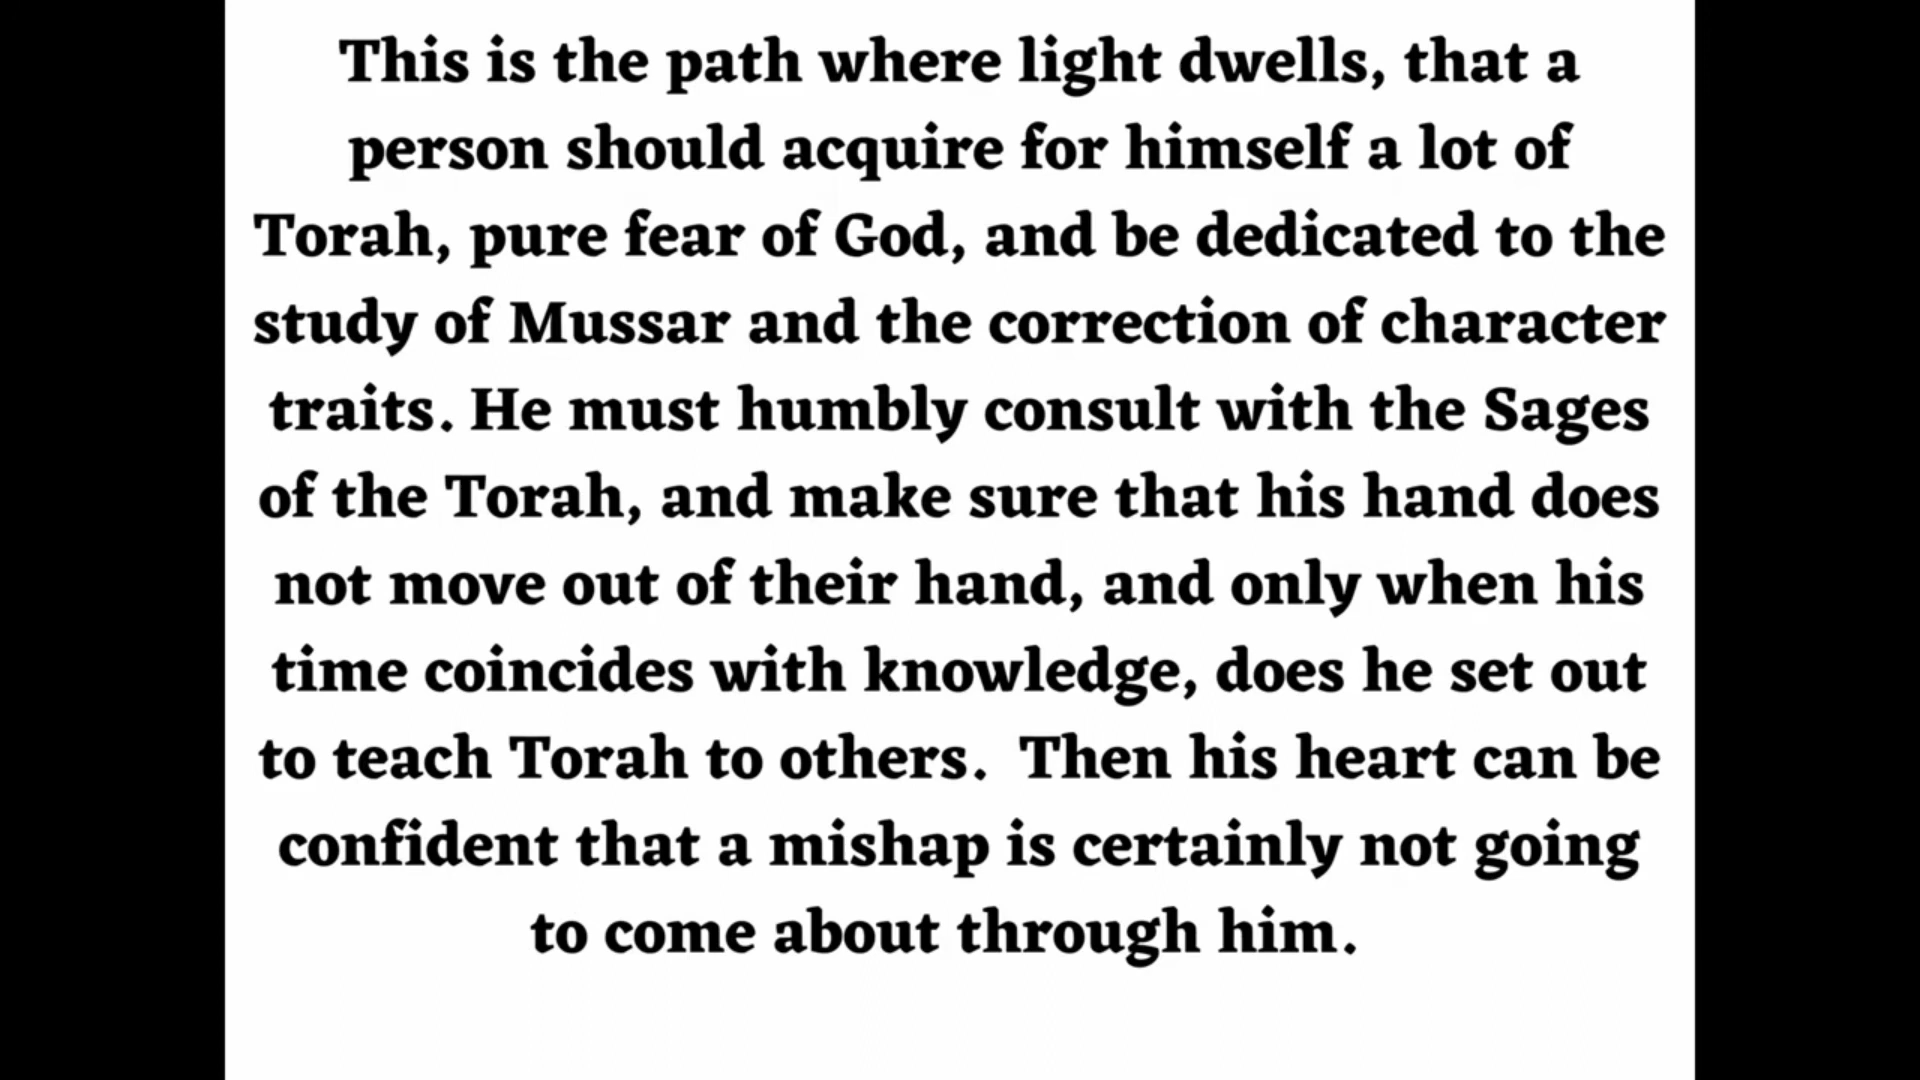 This is the path where light dwells, that a
person should acquire for himself a lot of
Torah, pure fear of God, and be dedicated to the
study of Mussar and the correction of character
traits. He must humbly consult with the Sages
of the Torah, and make sure that his hand does
not move out of their hand, and only when his
time coincides with knowledge, does he set out
to teach Torah to others.  Then his heart can be
confident that a mishap is certainly not going
to come about through him.